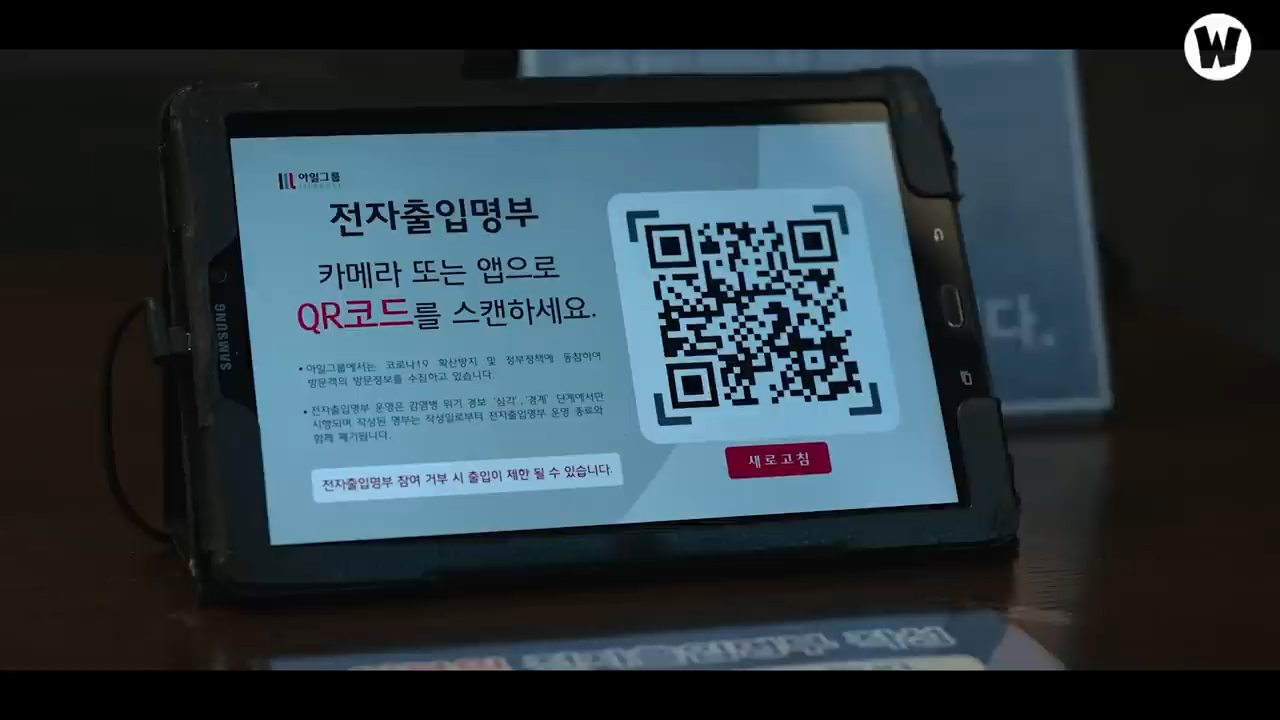 W
아일그룹
전자출입명부
카메라 또는 앱으로
QR코드를 스캔하세요.
• 아일그룹에서는 코로나19 확산방지 및 정부정책에 동참하여
방문객의 방문정보를 수집하고 있습니다.
• 전자출입명부 운영은 감염병 위기 경보 '심각', '경계' 단계에서만
시행되며 작성된 명부는 작성일로부터 전자출입명부 운영 종료와
함께 폐기됩니다.
전자출입명부 참여 거부 시 출입이 제한 될 수 있습니다.
새로고침
SAMSUNG
다.